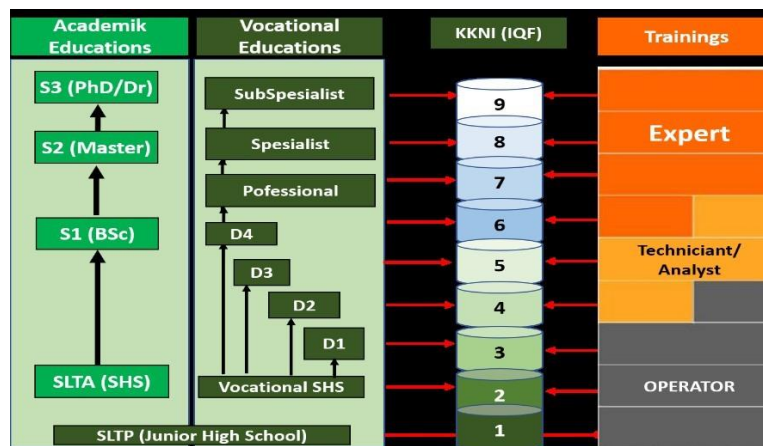 Academik
Educations
Vocational
Educations
KKNI (IQF)
Trainings
S3 (PhD/Dr)
S2 (Master)
S1 (BSc)
SLTA (SHS)
SubSpesialist
Spesialist
Pofessional
D4
D3
D2
D1
Vocational SHS
SLTP (Junior High School)
9
8
7
6
5
4
3
2
1
Expert
Techniciant/
Analyst
OPERATOR